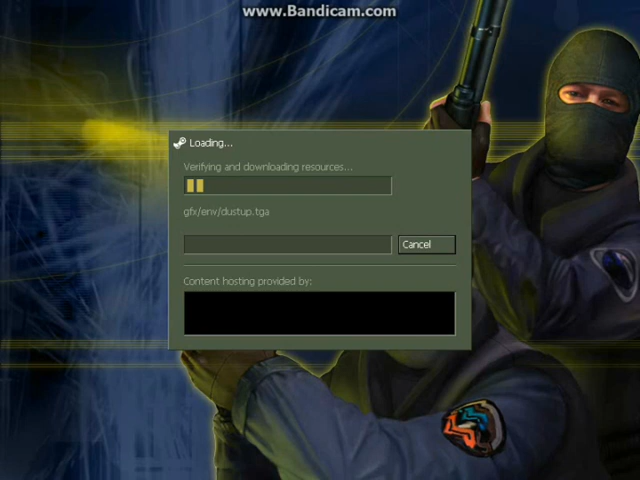 www.Bandicam.com
Loading...
Verifying and downloading resources...
gfx/env/dustup.tga
Cancel
Content hosting provided by: